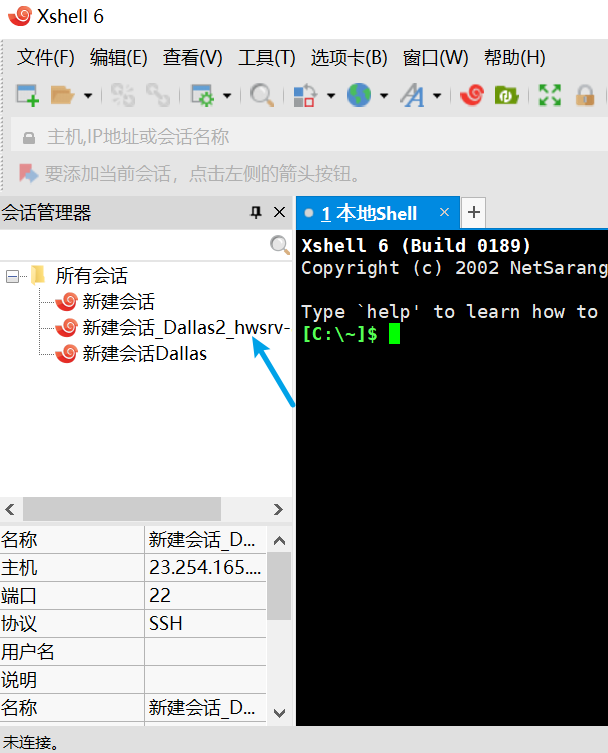 Xshell 6
文件(F) 编辑(E) 查看(V) 工具(T) 选项卡(B) 窗口(W) 帮助(H)
主机,IP地址或会话名称
要添加当前会话，点击左侧的箭头按钮。
会话管理器
1 本地Shell
所有会话
新建会话
新建会话_Dallas2_hwsrv-
新建会话Dallas
Xshell 6 (Build 0189)
Copyright (c) 2002 NetSarang
Type `help' to learn how to
[C:\~]$
名称 新建会话_D...
主机 23.254.165....
端口 22
协议 SSH
用户名
说明
名称 新建会话_D...
未连接。